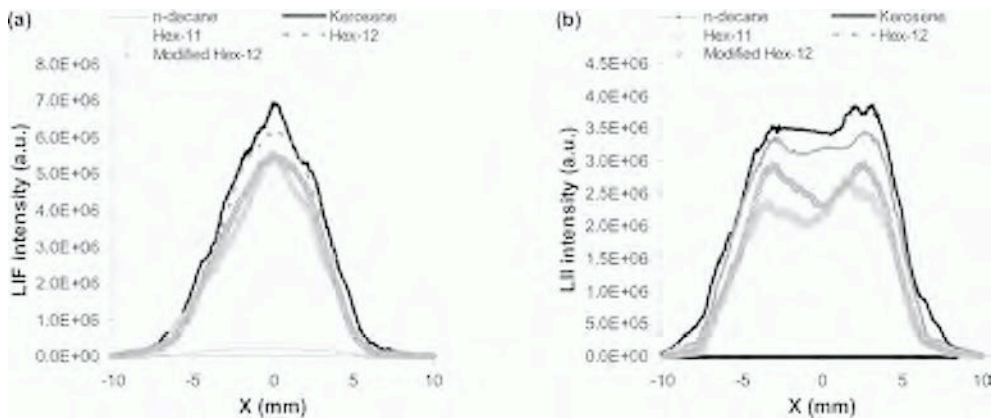 (a)
n-decane Kerosene
Hex-11 Hex-12
Modified Hex-12
8.0E+06
7.0E+06
6.0E+06
5.0E+06
4.0E+06
3.0E+06
2.0E+06
1.0E+06
0.0E+00
LIF intensity (a.u.)
-10 -5 0 5 10
X (mm)
(b)
n-decane Kerosene
Hex-11 Hex-12
Modified Hex-12
4.5E+06
4.0E+06
3.5E+06
3.0E+06
2.5E+06
2.0E+06
1.5E+06
1.0E+06
5.0E+05
0.0E+00
LII intensity (a.u.)
-10 -5 0 5 10
X (mm)